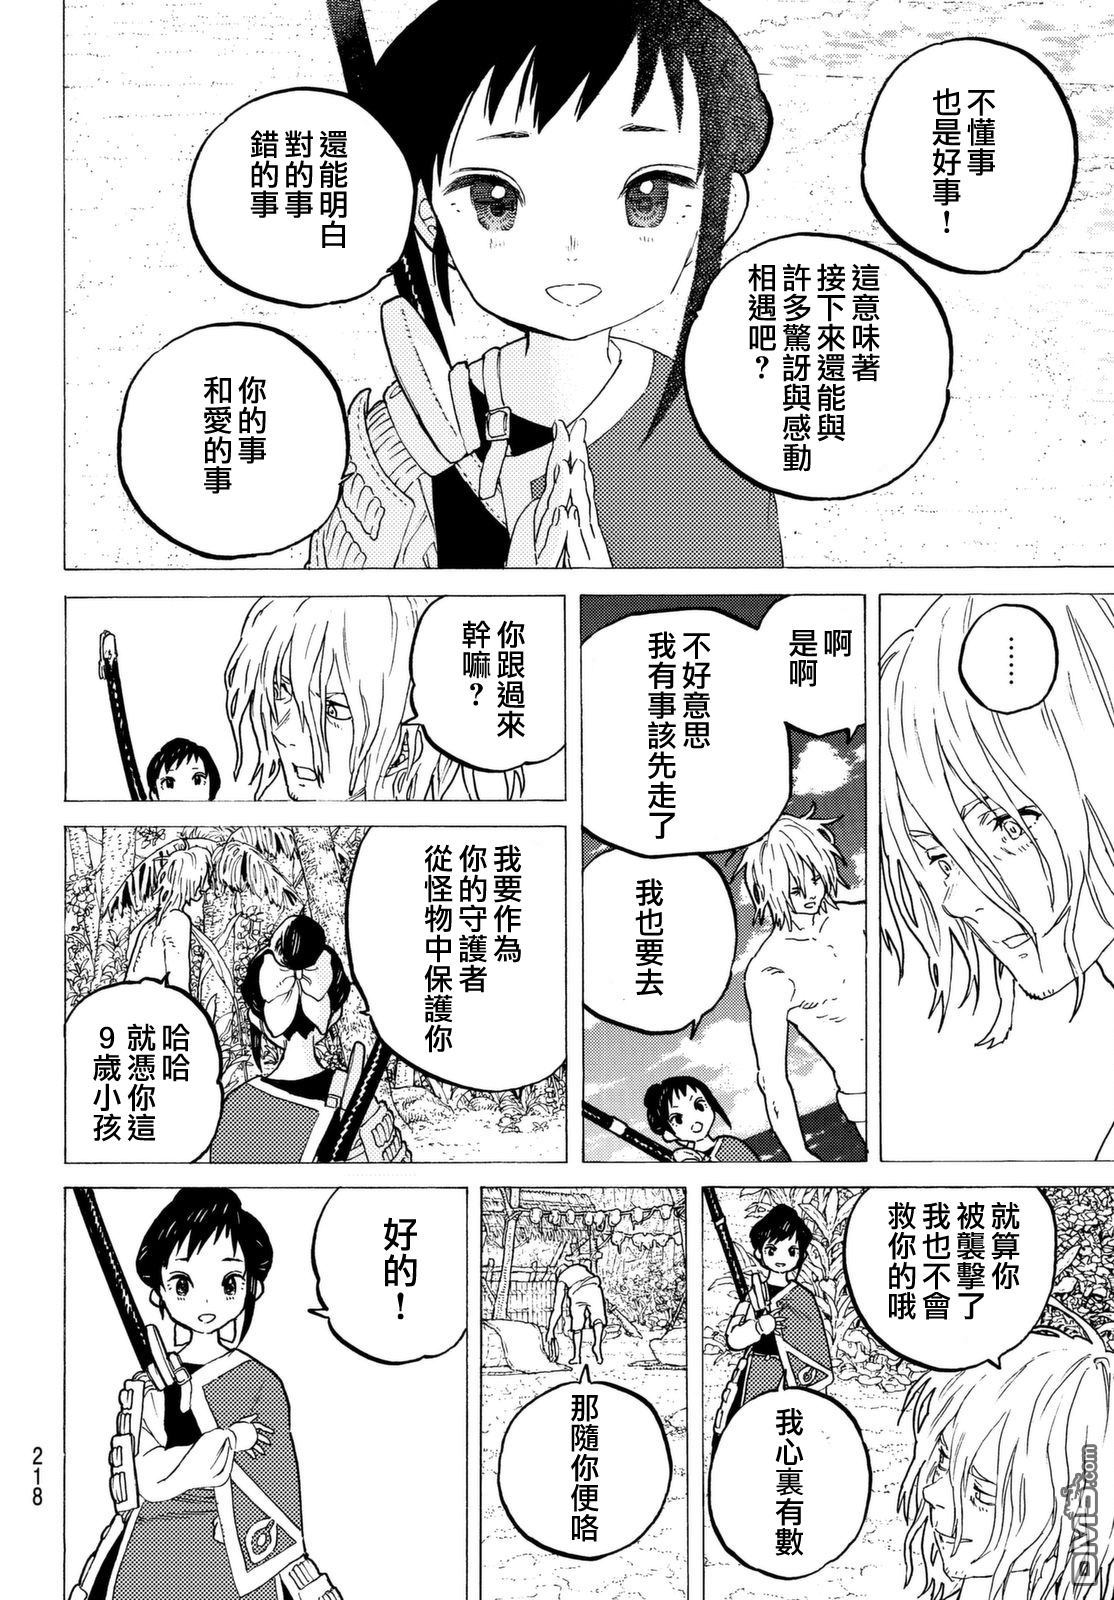 不懂事
也是好事！
這意味著
接下來還能與
許多驚訝與感動
相遇吧？
還能明白
對的事
錯的事
你的事
和愛的事
……
啊
是啊
不好意思
我有事該先走了
我也要去
你跟過來
幹嘛？
我要作為
你的守護者
從怪物中保護你
哈哈
就憑你這
9歲小孩
就算你
被襲擊了
我也不會
救你的哦
我心裏有數
那隨你便咯
好的！
218